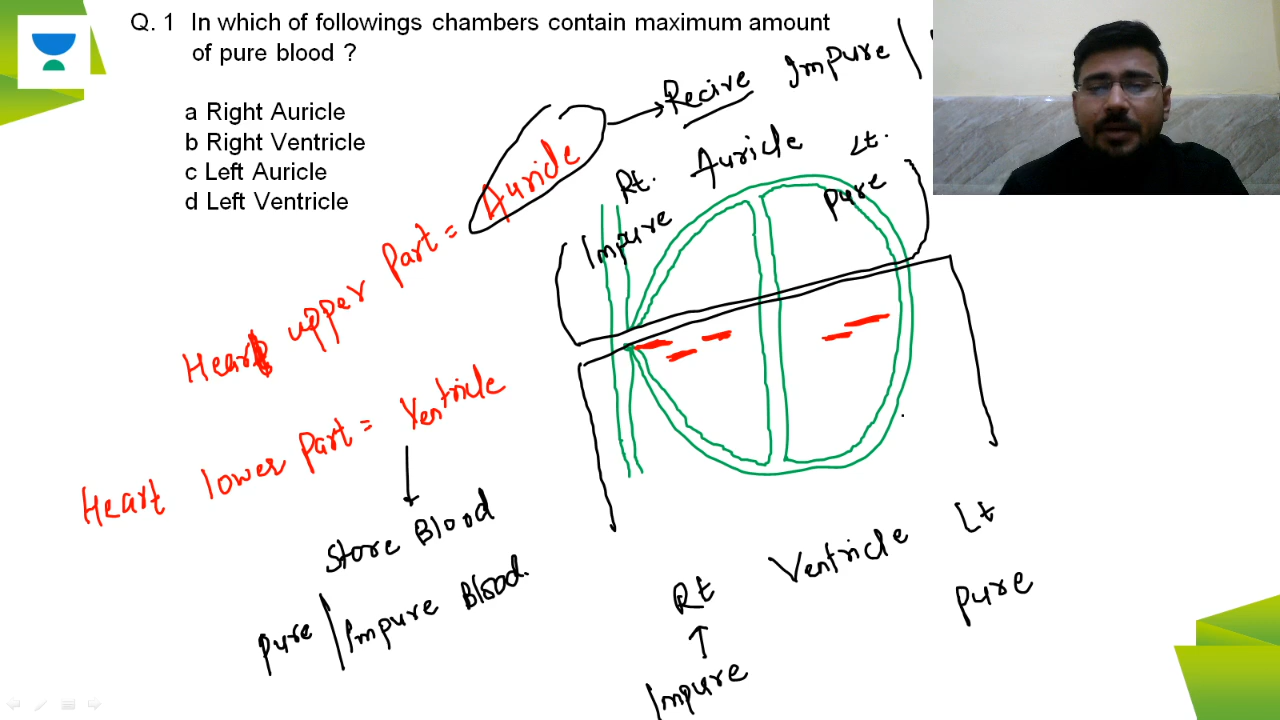 Q. 1 In which of followings chambers contain maximum amount
of pure blood ?
a Right Auricle
b Right Ventricle
c Left Auricle
d Left Ventricle
Recive Impure /
Rt. Auricle Lt.
Impure Pure
Heart upper Part = Auricle
Heart lower Part = Ventricle
Store Blood
Pure / Impure Blood.
Rt Ventricle Lt
Impure Pure